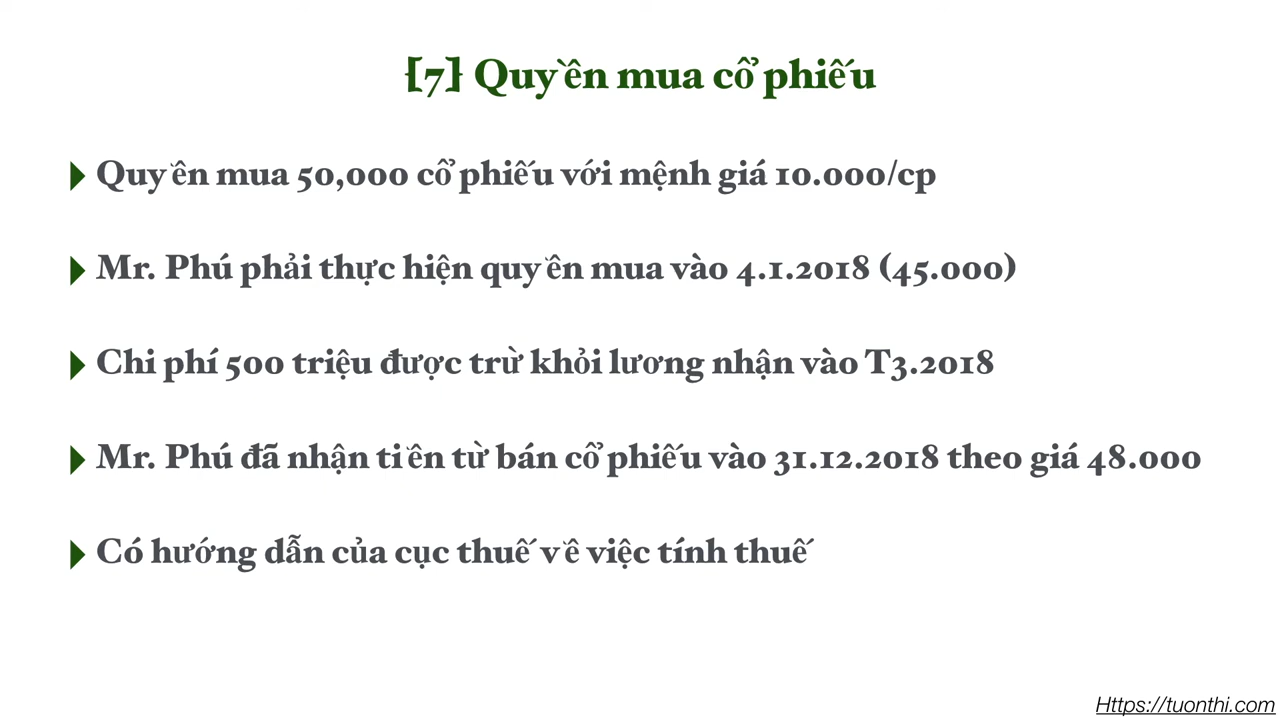 [7] Quyền mua cổ phiếu
Quyền mua 50,000 cổ phiếu với mệnh giá 10.000/cp
Mr. Phú phải thực hiện quyền mua vào 4.1.2018 (45.000)
Chi phí 500 triệu được trừ khỏi lương nhận vào T3.2018
Mr. Phú đã nhận tiền từ bán cổ phiếu vào 31.12.2018 theo giá 48.000
Có hướng dẫn của cục thuế về việc tính thuế
Https://tuonthi.com